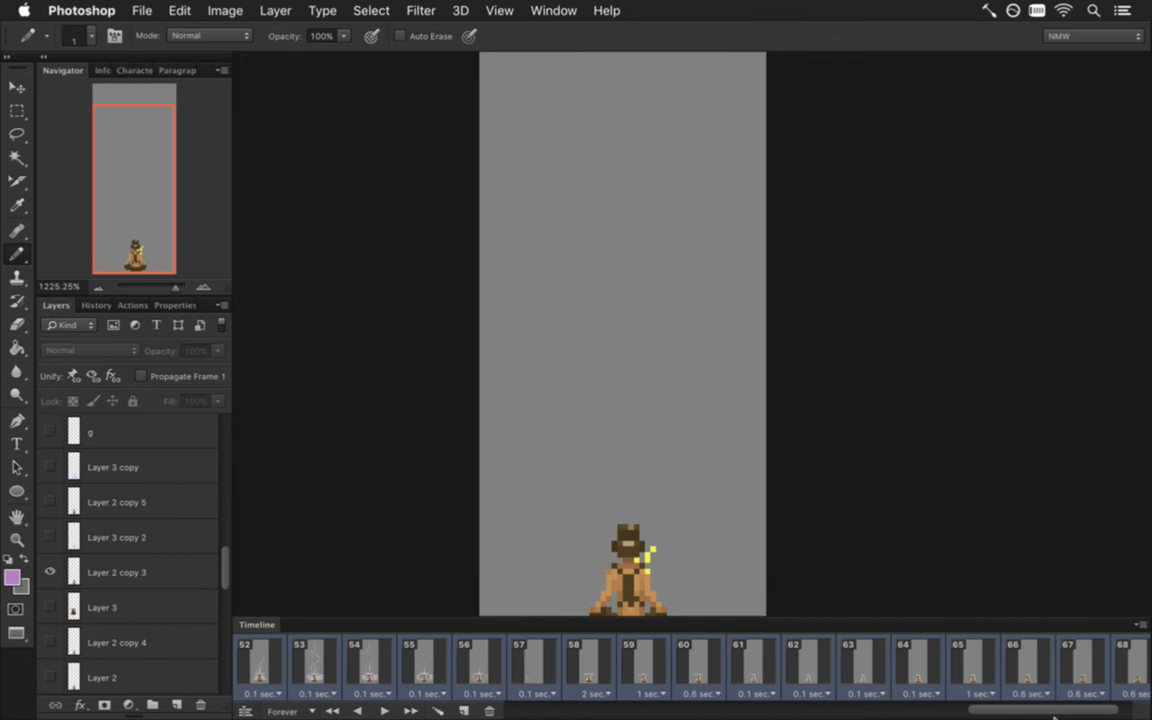 Photoshop File Edit Image Layer Type Select Filter 3D View Window Help
1 Mode: Normal Opacity: 100% Auto Erase NMW
Navigator Info Characte Paragrap
1225.25%
Layers History Actions Properties
Kind
Normal Opacity: 100%
Unify: Propagate Frame 1
Lock: Fill: 100%
g
Layer 3 copy
Layer 2 copy 5
Layer 3 copy 2
Layer 2 copy 3
Layer 3
Layer 2 copy 4
Layer 2
Timeline
52 53 54 55 56 57 58 59 60 61 62 63 64 65 66 67 68
0.1 sec. 0.1 sec. 0.1 sec. 0.1 sec. 0.1 sec. 0.1 sec. 2 sec. 1 sec. 0.6 sec. 0.1 sec. 0.1 sec. 0.1 sec. 0.1 sec. 1 sec. 0.6 sec. 0.6 sec. 0.1 sec.
Forever